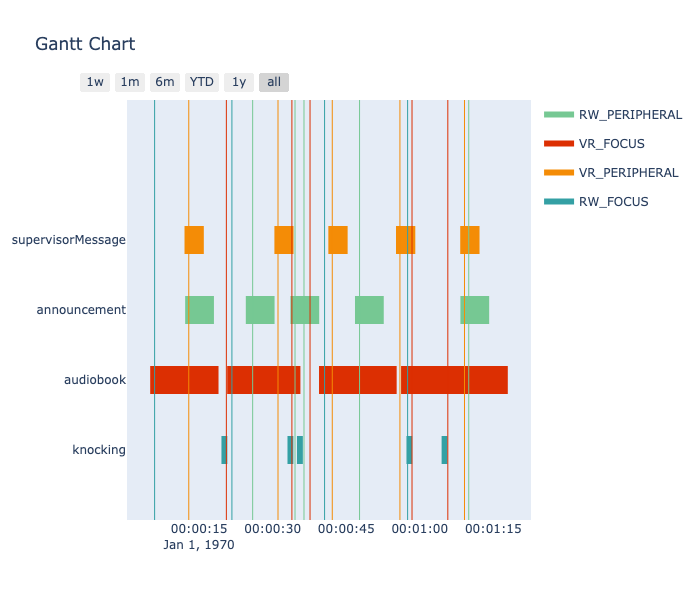 Gantt Chart
1w 1m 6m YTD 1y all
RW_PERIPHERAL
VR_FOCUS
VR_PERIPHERAL
RW_FOCUS
supervisorMessage
announcement
audiobook
knocking
00:00:15 00:00:30 00:00:45 00:01:00 00:01:15
Jan 1, 1970